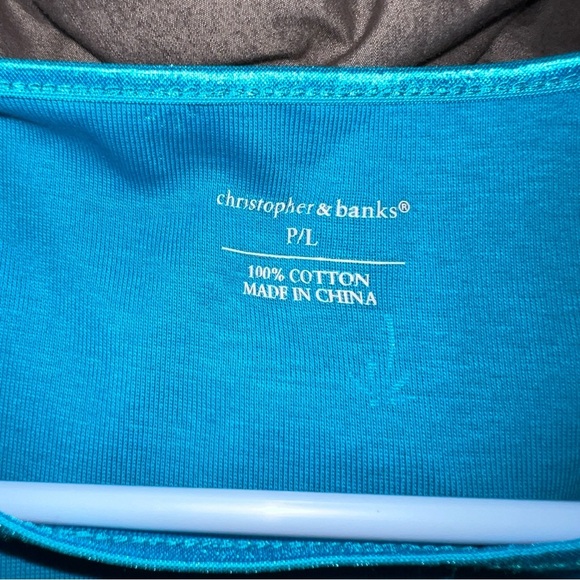 christopher & banks®
P/L
100% COTTON
MADE IN CHINA